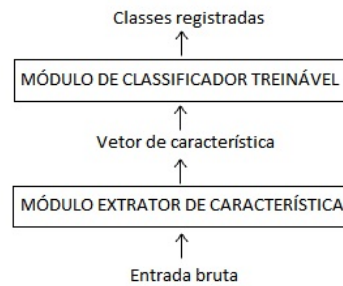 Classes registradas
MÓDULO DE CLASSIFICADOR TREINÁVEL
Vetor de característica
MÓDULO EXTRATOR DE CARACTERÍSTICA
Entrada bruta